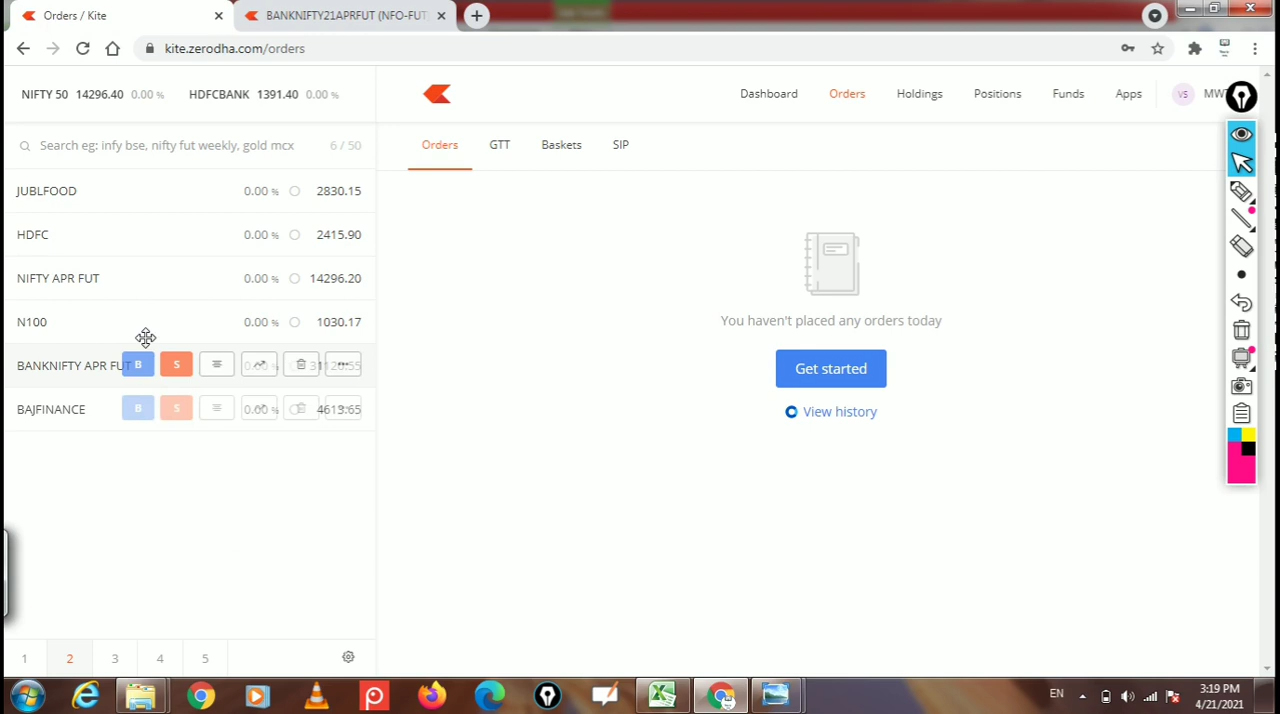 Orders / Kite
BANKNIFTY21APRFUT (NFO-FUT
kite.zerodha.com/orders
NIFTY 50 14296.40 0.00 %
HDFCBANK 1391.40 0.00 %
Dashboard
Orders
Holdings
Positions
Funds
Apps
VS
Search eg: infy bse, nifty fut weekly, gold mcx
6 / 50
Orders
GTT
Baskets
SIP
JUBLFOOD 0.00 % 2830.15
HDFC 0.00 % 2415.90
NIFTY APR FUT 0.00 % 14296.20
N100 0.00 % 1030.17
BANKNIFTY APR FUT B S
BAJFINANCE B S 0.00 % 4613.65
You haven't placed any orders today
Get started
View history
1 2 3 4 5
EN
3:19 PM
4/21/2021